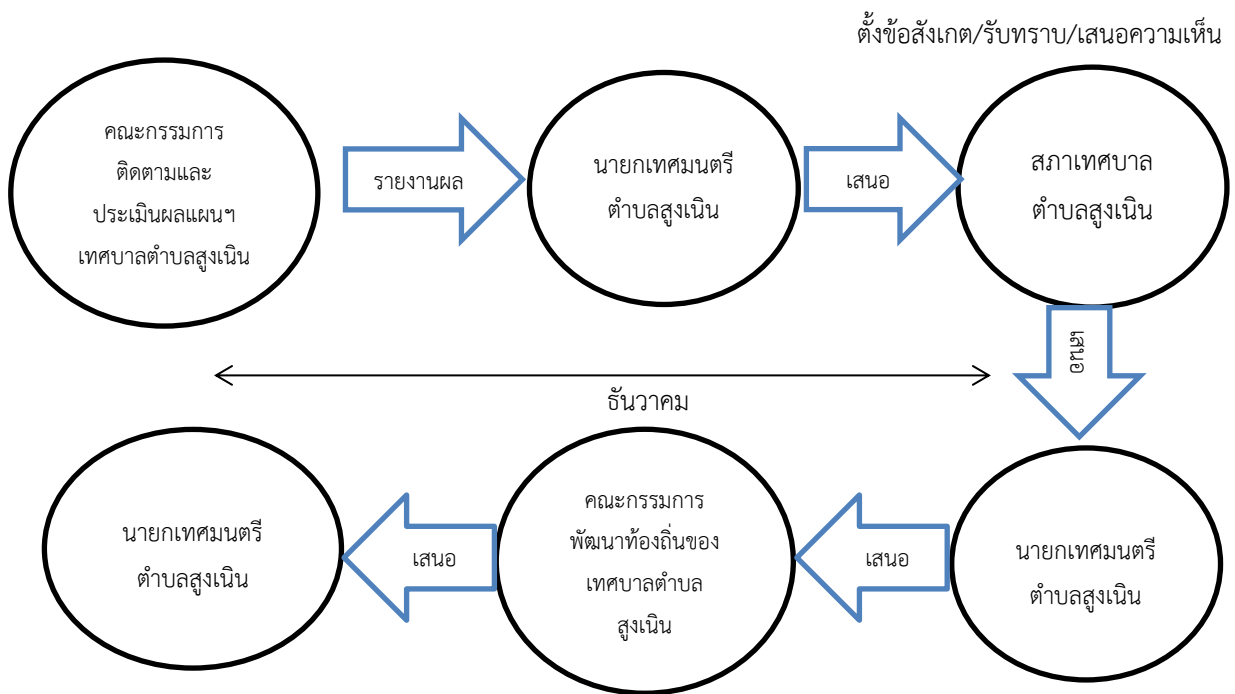 ตั้งข้อสังเกต/รับทราบ/เสนอความเห็น
คณะกรรมการ
ติดตามและ
ประเมินผลแผนฯ
เทศบาลตำบลสูงเนิน
รายงานผล
นายกเทศมนตรี
ตำบลสูงเนิน
เสนอ
สภาเทศบาล
ตำบลสูงเนิน
เสนอ
ธันวาคม
นายกเทศมนตรี
ตำบลสูงเนิน
เสนอ
คณะกรรมการ
พัฒนาท้องถิ่นของ
เทศบาลตำบล
สูงเนิน
เสนอ
นายกเทศมนตรี
ตำบลสูงเนิน